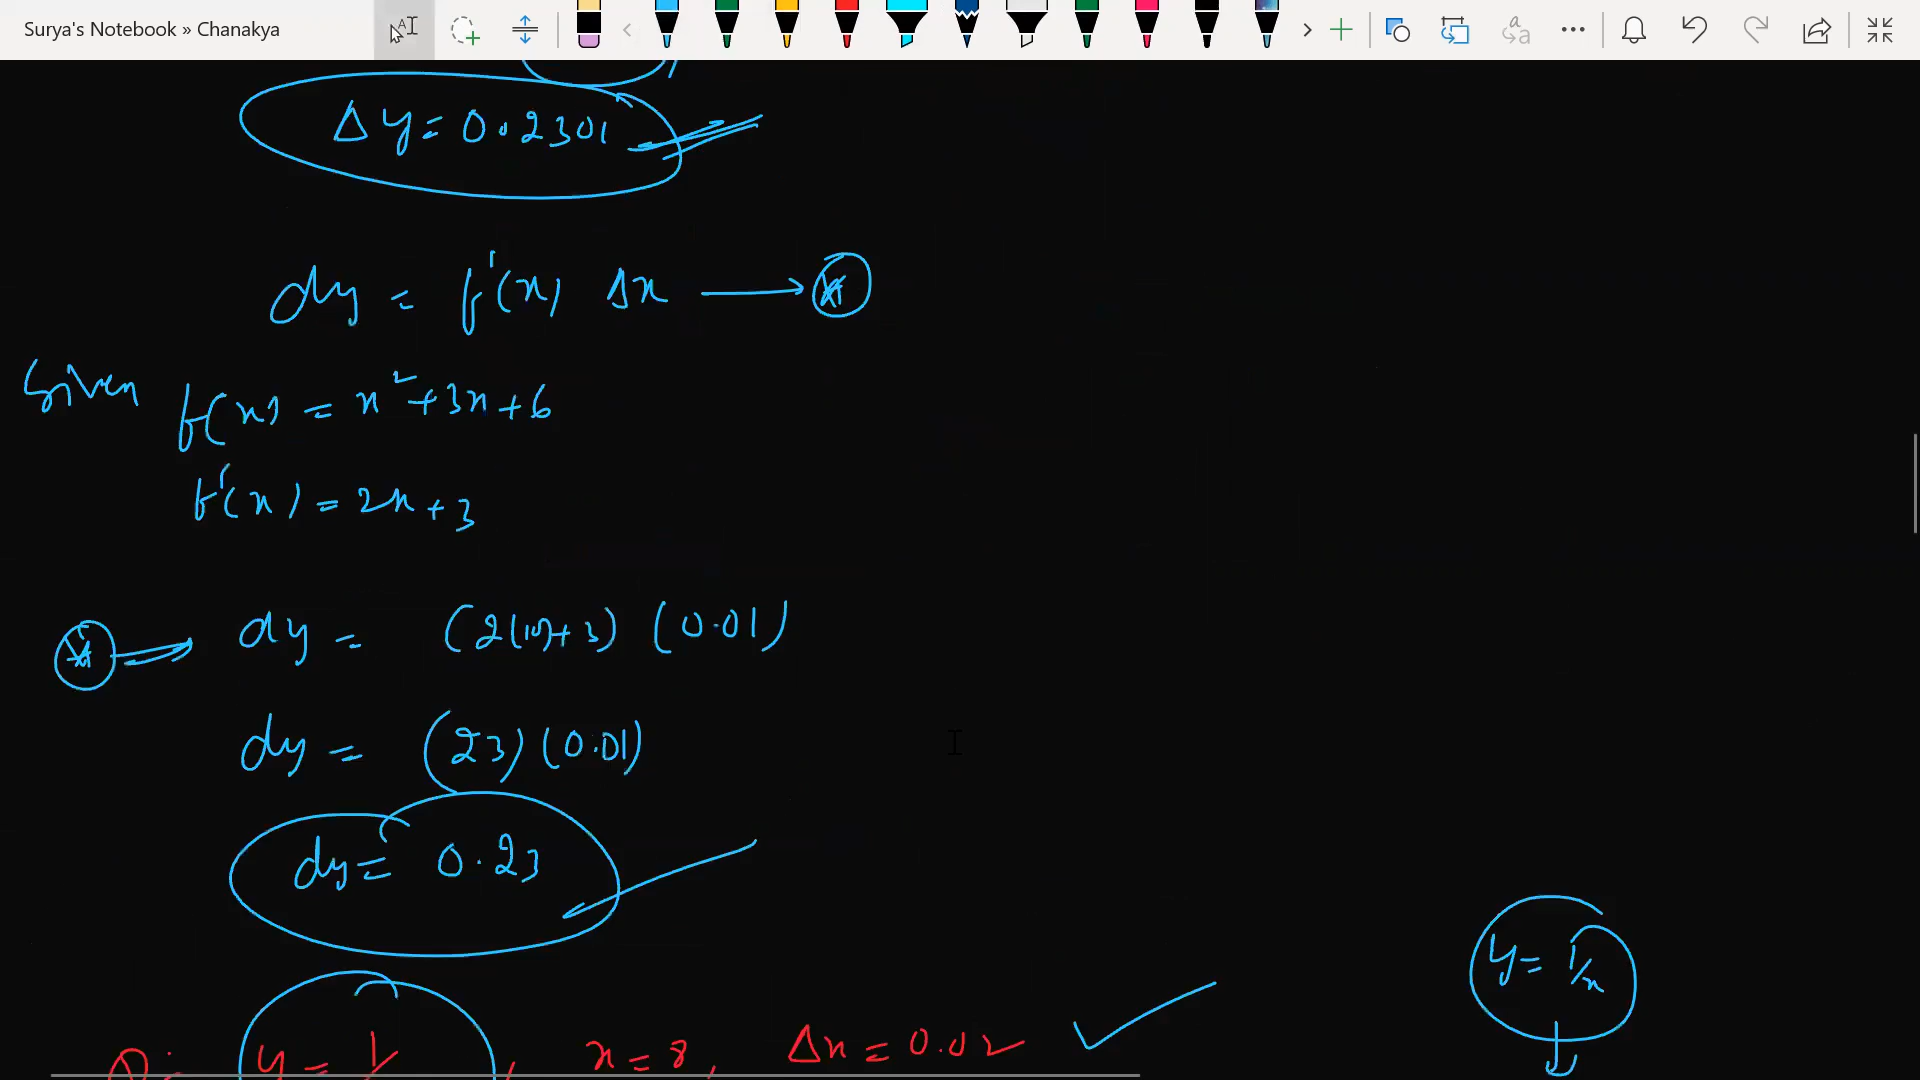 Surya's Notebook » Chanakya
Δy = 0.2301
dy = f'(x) Δx
Given f(x) = x² + 3x + 6
f'(x) = 2x + 3
dy = (2(10) + 3) (0.01)
dy = (23) (0.01)
dy = 0.23
y = 1/x
y = 1 , x = 8, Δx = 0.02